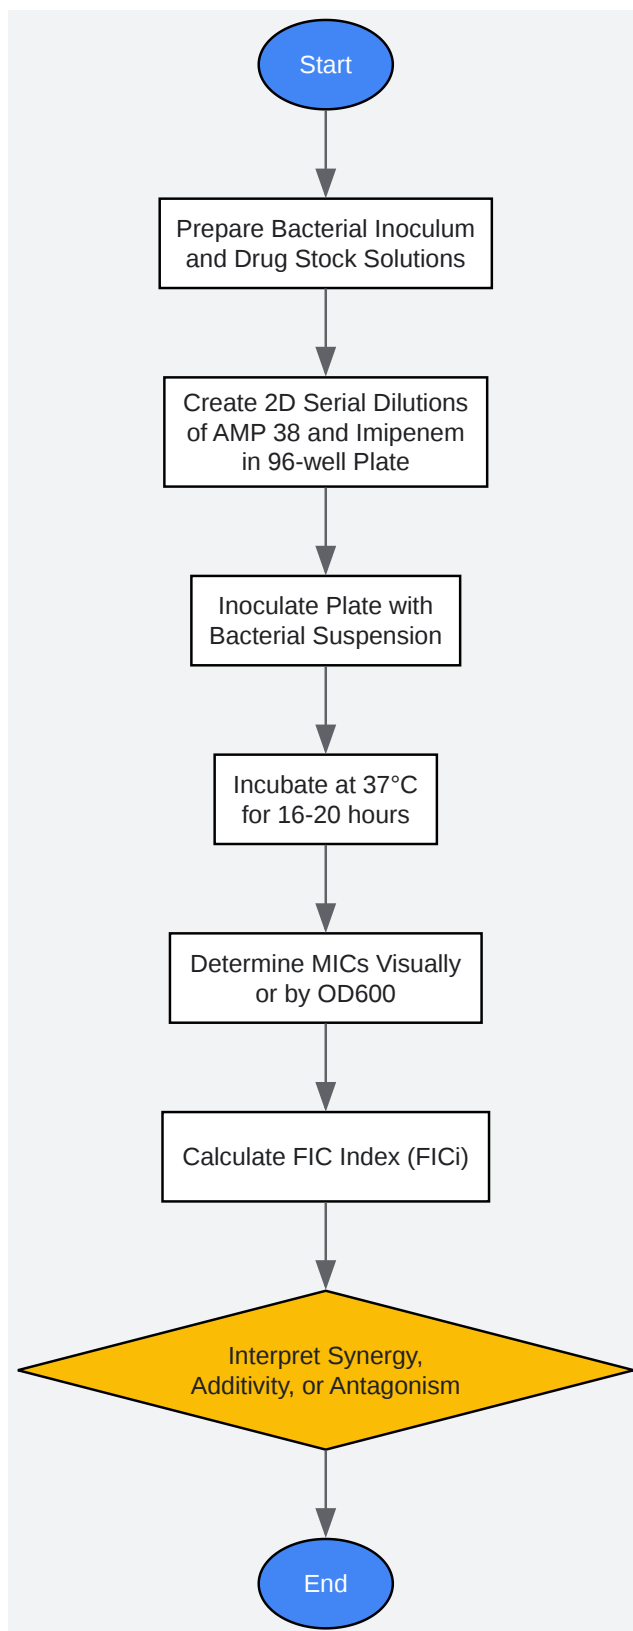 Start
Prepare Bacterial Inoculum
and Drug Stock Solutions
Create 2D Serial Dilutions
of AMP 38 and Imipenem
in 96-well Plate
Inoculate Plate with
Bacterial Suspension
Incubate at 37°C
for 16-20 hours
Determine MICs Visually
or by OD600
Calculate FIC Index (FICi)
Interpret Synergy,
Additivity, or Antagonism
End